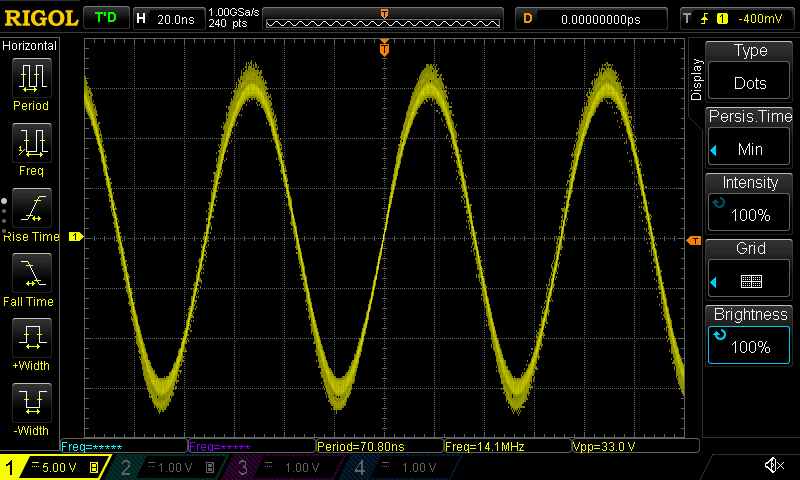 RIGOL T'D H 20.0ns 1.00GSa/s 240 pts T D 0.00000000ps T 1 -400mV
Horizontal
Period
Freq
Rise Time
Fall Time
+Width
-Width
T
1
T
Display
Type
Dots
Persis.Time
Min
Intensity
100%
Grid
Brightness
100%
Freq=***** Freq=***** Period=70.80ns Freq=14.1MHz Vpp=33.0 V
1 5.00 V B 2 1.00 V B 3 1.00 V 4 1.00 V